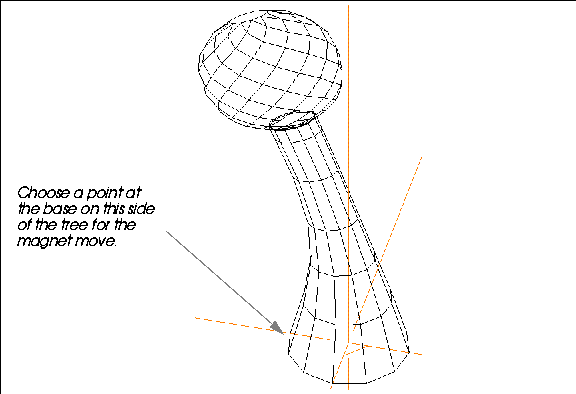 Choose a point at
the base on this side
of the tree for the
magnet move.